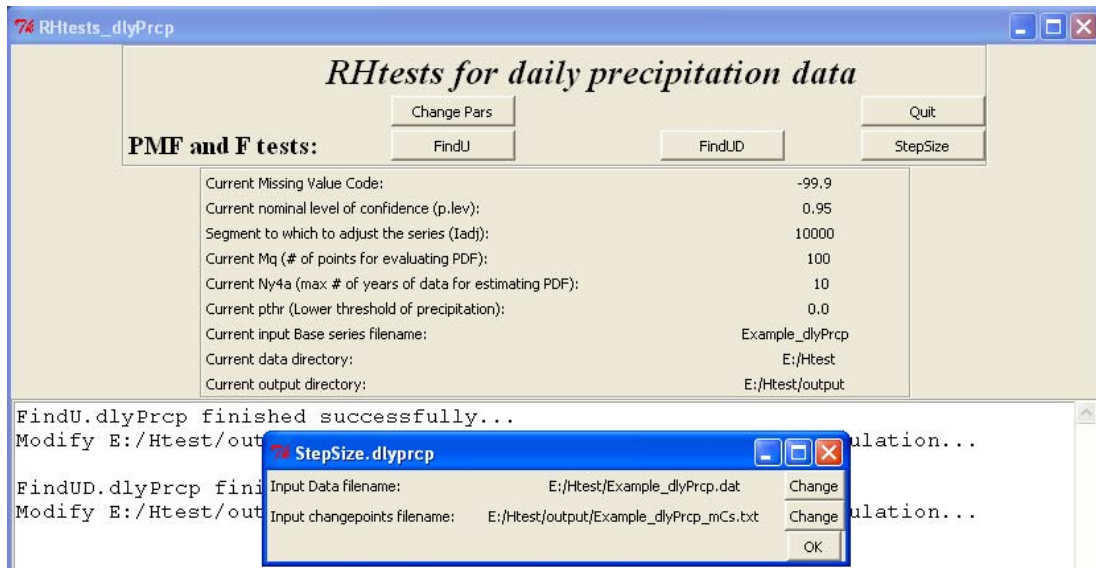 RHtests_dlyPrcp
RHtests for daily precipitation data
Change Pars Quit
PMF and F tests: FindU FindUD StepSize
Current Missing Value Code: -99.9
Current nominal level of confidence (p.lev): 0.95
Segment to which to adjust the series (Iadj): 10000
Current Mq (# of points for evaluating PDF): 100
Current Ny4a (max # of years of data for estimating PDF): 10
Current pthr (Lower threshold of precipitation): 0.0
Current input Base series filename: Example_dlyPrcp
Current data directory: E:/Htest
Current output directory: E:/Htest/output
FindU.dlyPrcp finished successfully...
Modify E:/Htest/out ulation...
FindUD.dlyPrcp fini
Modify E:/Htest/out ulation...
StepSize.dlyprcp
Input Data filename: E:/Htest/Example_dlyPrcp.dat Change
Input changepoints filename: E:/Htest/output/Example_dlyPrcp_mCs.txt Change
OK